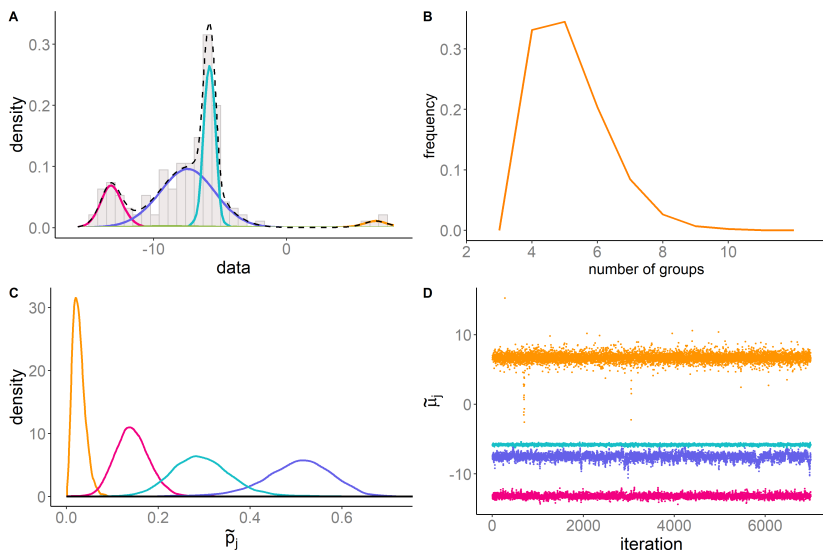 A
0.3
0.2
0.1
0.0
density
-10
0
data
B
0.3
0.2
0.1
0.0
frequency
2
4
6
8
10
number of groups
C
30
20
10
0
density
0.0
0.2
0.4
0.6
p̃j
D
10
0
-10
μ̃j
0
2000
4000
6000
iteration